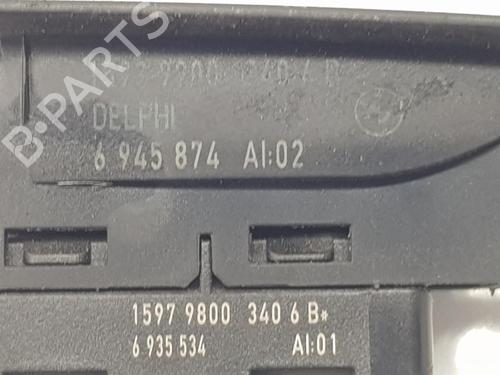 DELPHI
6 945 874 AI:02
B-PARTS
1597 9800 340 6 B*
6 935 534 AI:01